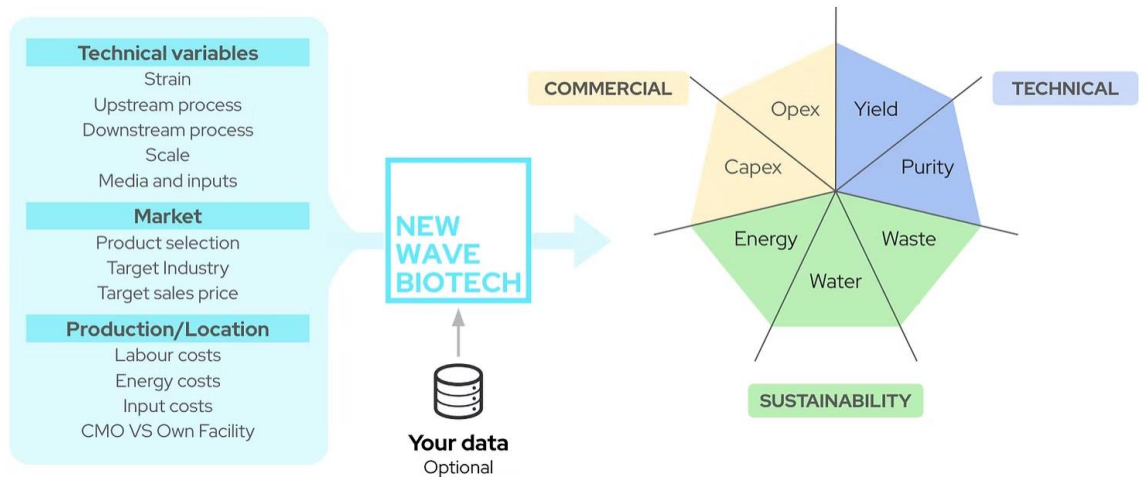 Technical variables
Strain
Upstream process
Downstream process
Scale
Media and inputs
Market
Product selection
Target Industry
Target sales price
Production/Location
Labour costs
Energy costs
Input costs
CMO VS Own Facility
NEW
WAVE
BIOTECH
Your data
Optional
COMMERCIAL
TECHNICAL
Opex
Yield
Capex
Purity
Energy
Waste
Water
SUSTAINABILITY